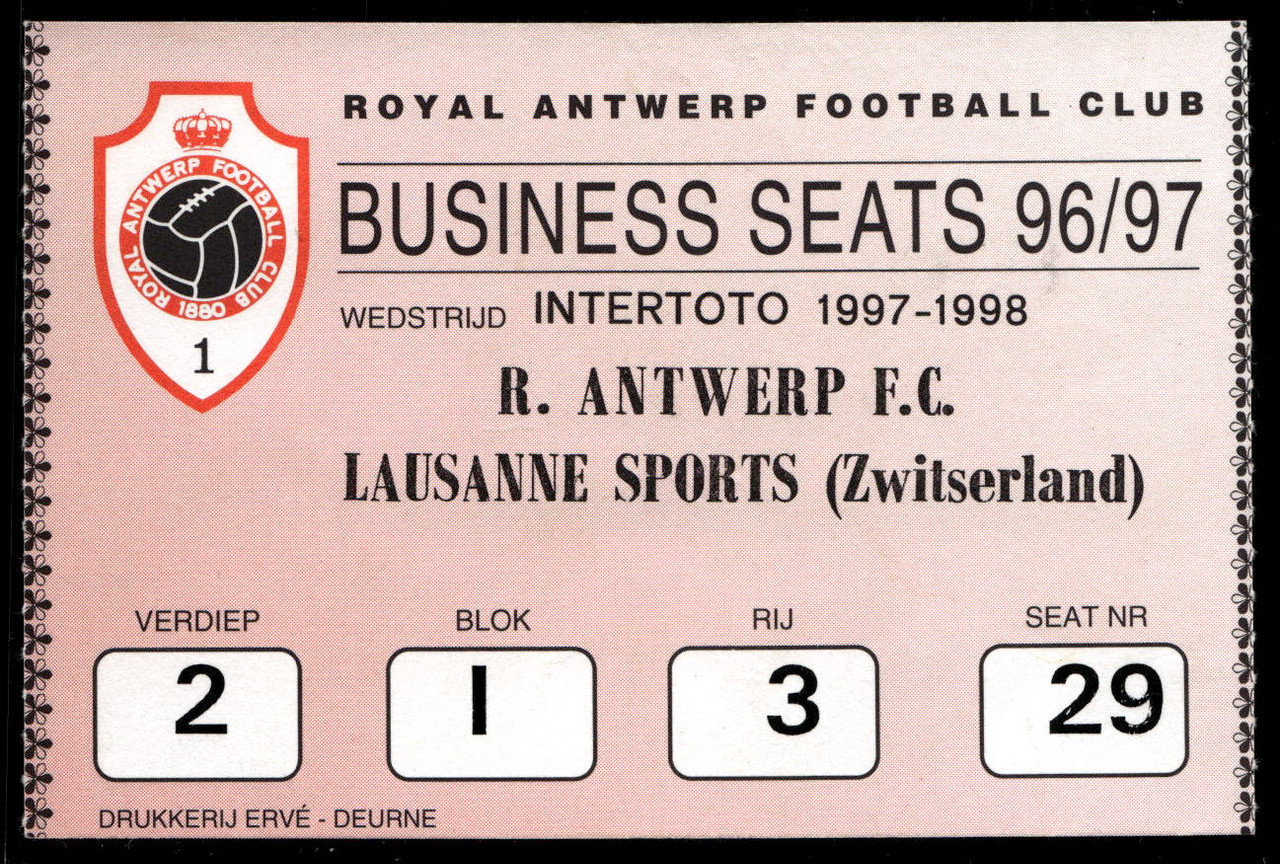 ROYAL ANTWERP FOOTBALL CLUB
BUSINESS SEATS 96/97
WEDSTRIJD INTERTOTO 1997-1998
R. ANTWERP F.C.
LAUSANNE SPORTS (Zwitserland)
ROYAL ANTWERP FOOTBALL CLUB
1880
1
VERDIEP BLOK RIJ SEAT NR
2 I 3 29
DRUKKERIJ ERVÉ - DEURNE